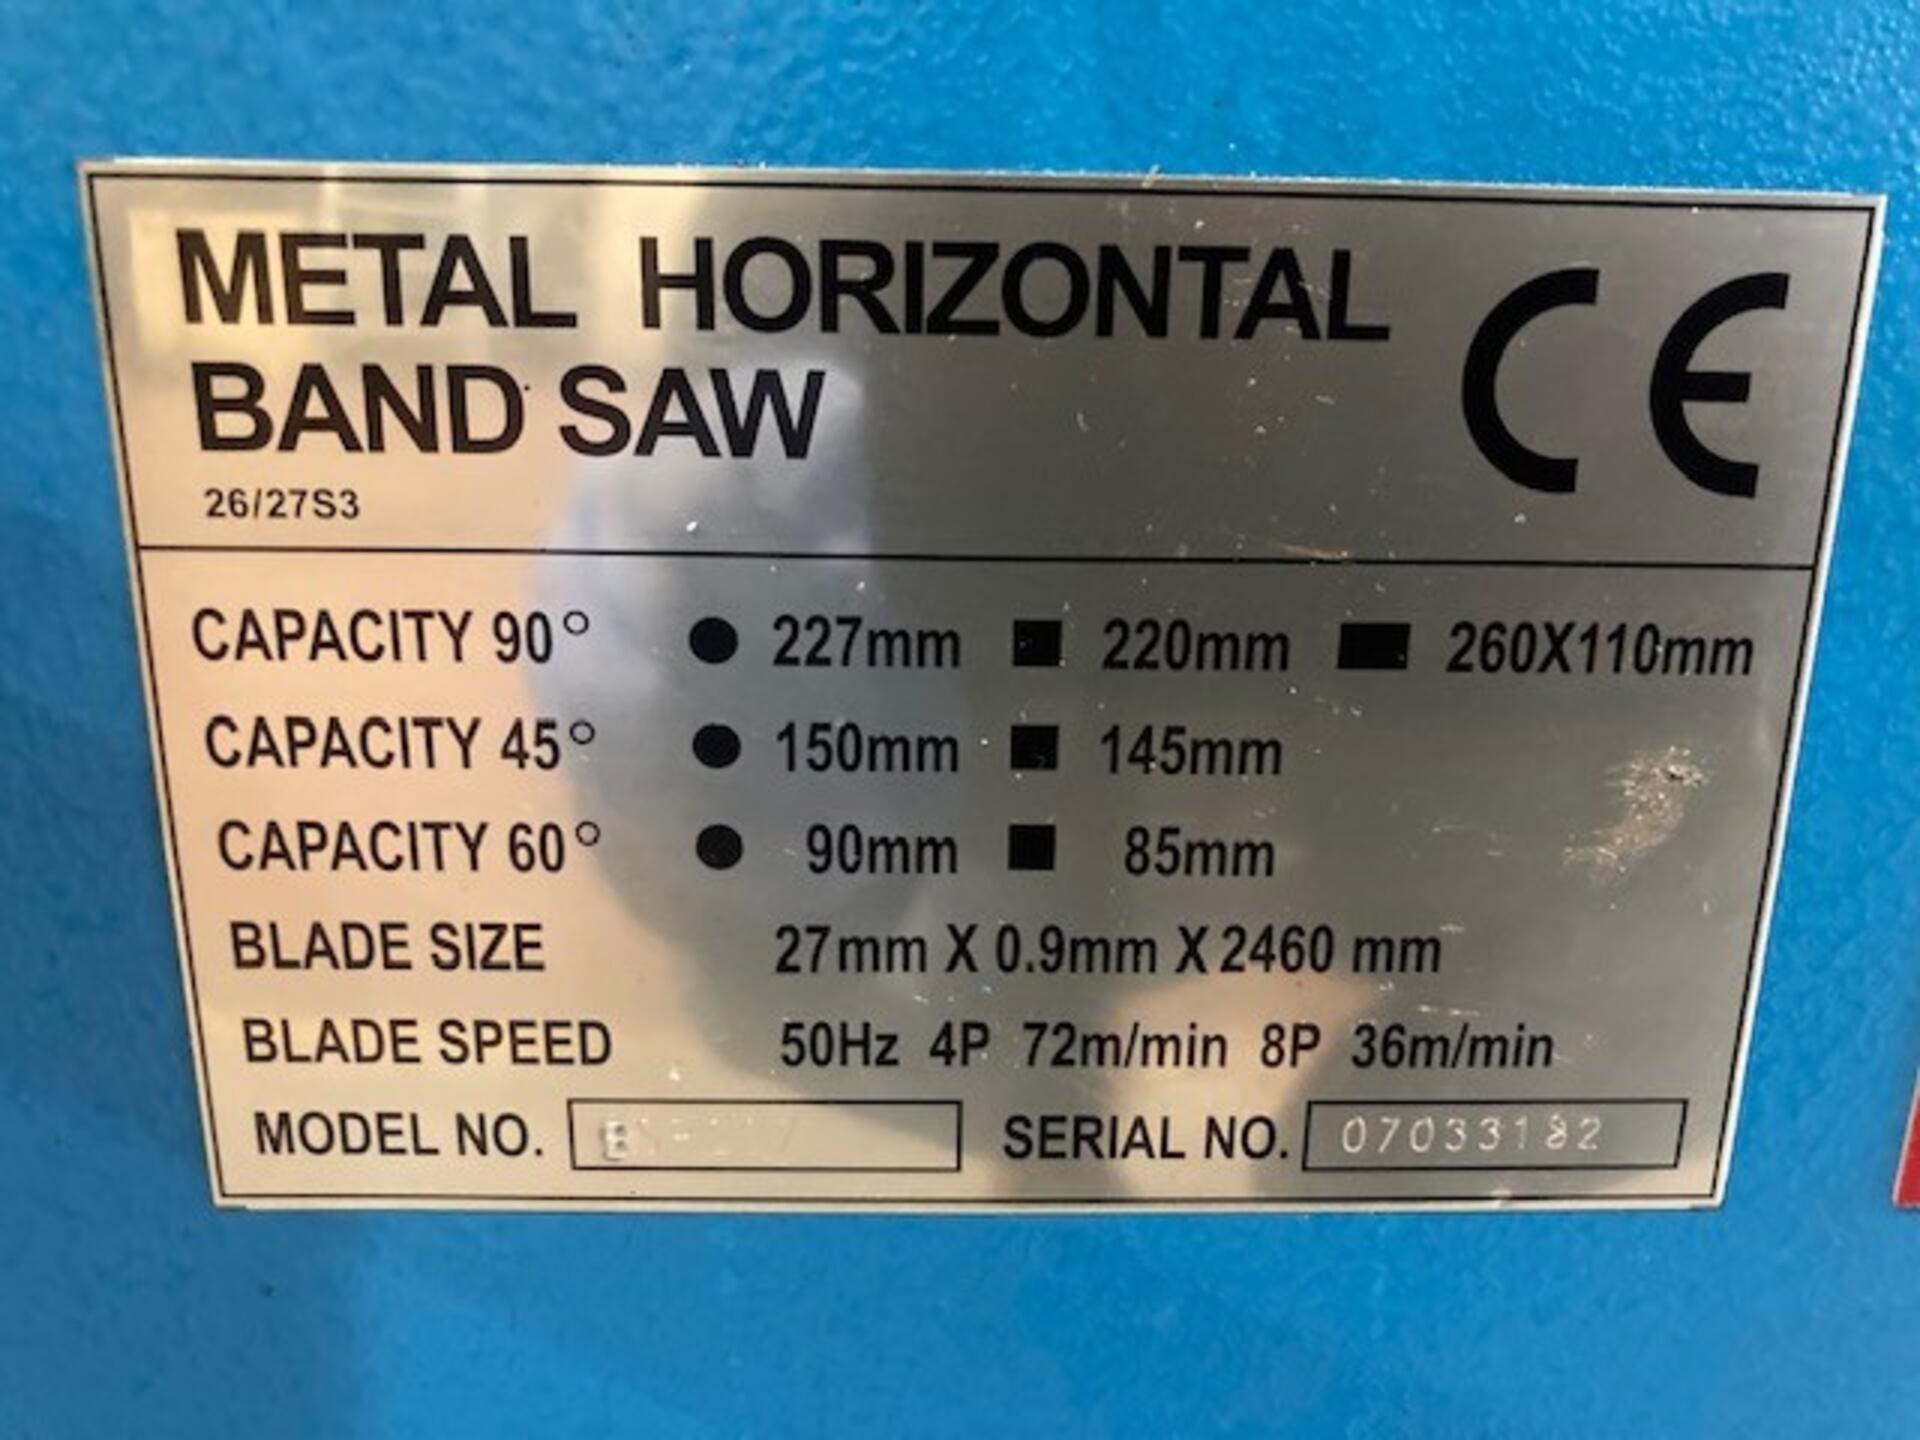 METAL HORIZONTAL
BAND SAW
CE
26/27S3
CAPACITY 90° ● 227mm ■ 220mm ▬ 260X110mm
CAPACITY 45° ● 150mm ■ 145mm
CAPACITY 60° ● 90mm ■ 85mm
BLADE SIZE 27mm X 0.9mm X 2460 mm
BLADE SPEED 50Hz 4P 72m/min 8P 36m/min
MODEL NO. SERIAL NO. 07033182